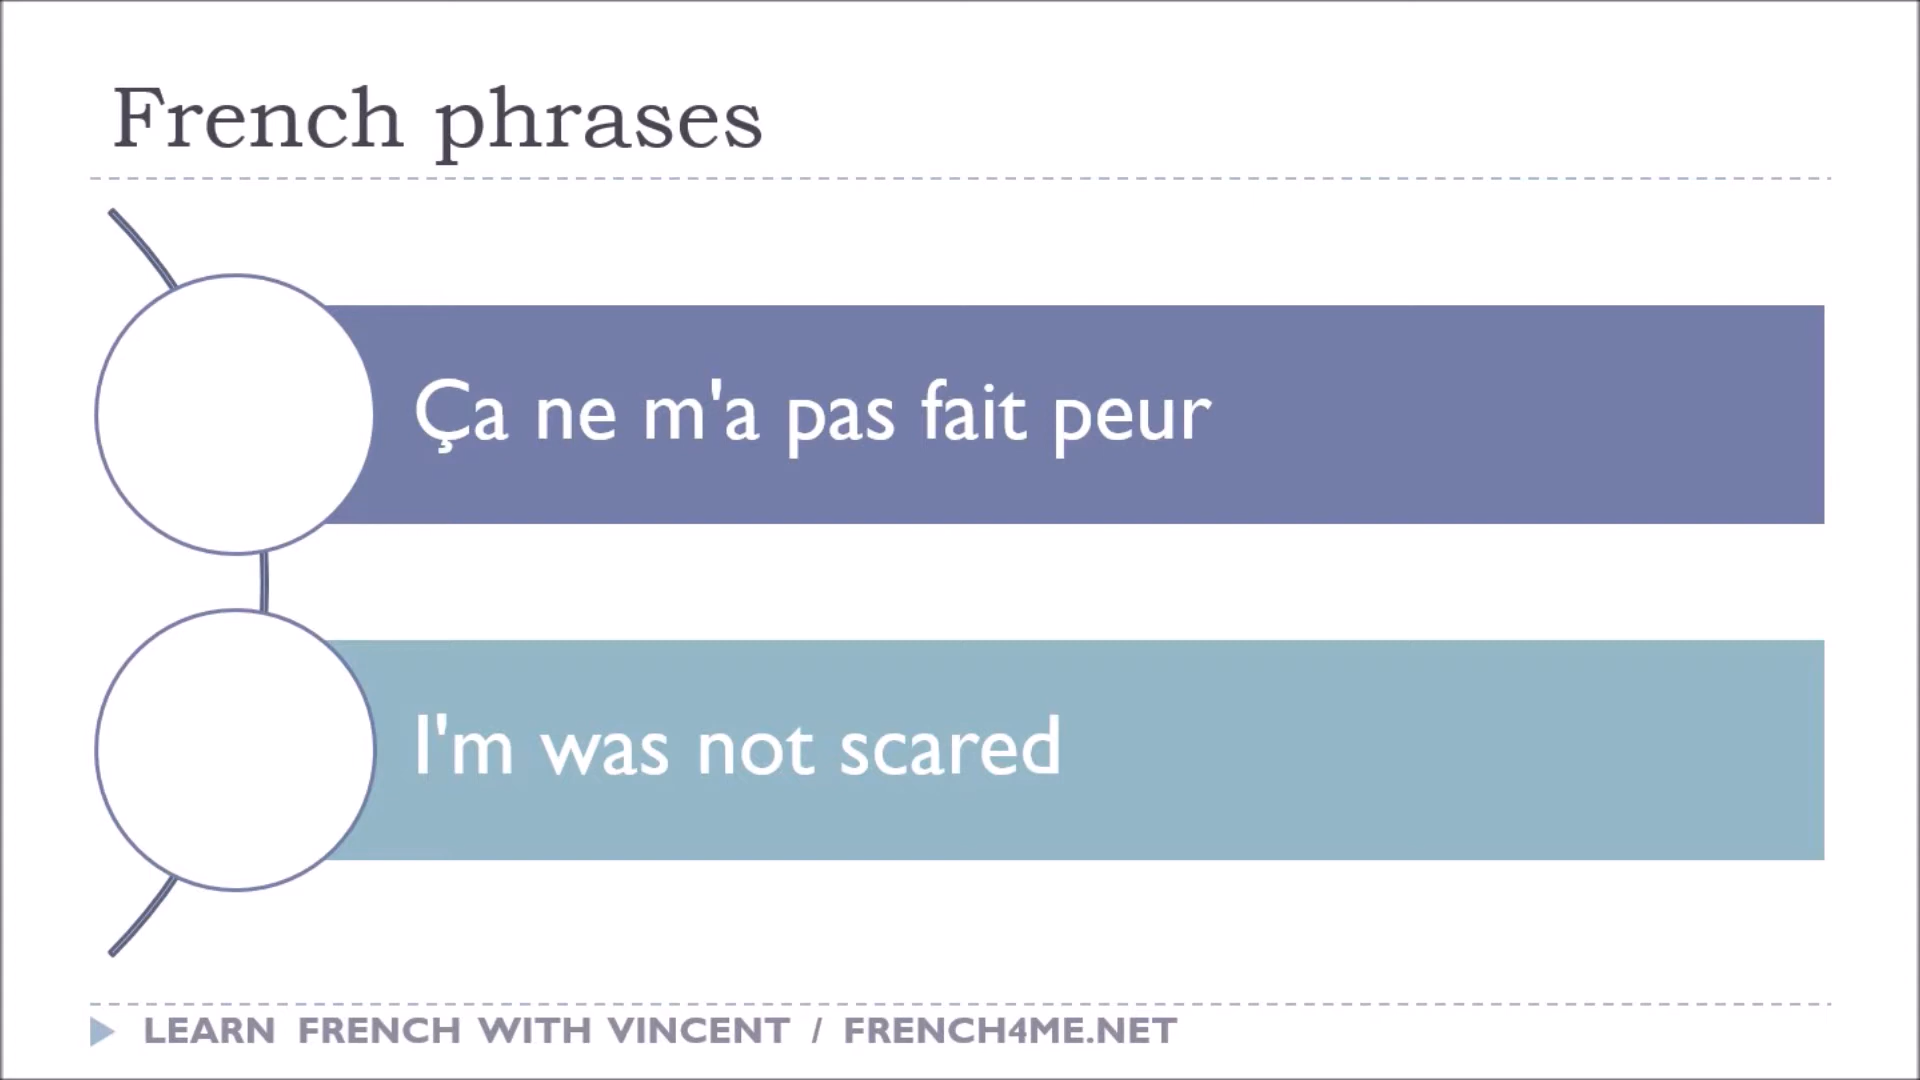 French phrases
Ça ne m'a pas fait peur
I'm was not scared
LEARN FRENCH WITH VINCENT / FRENCH4ME.NET